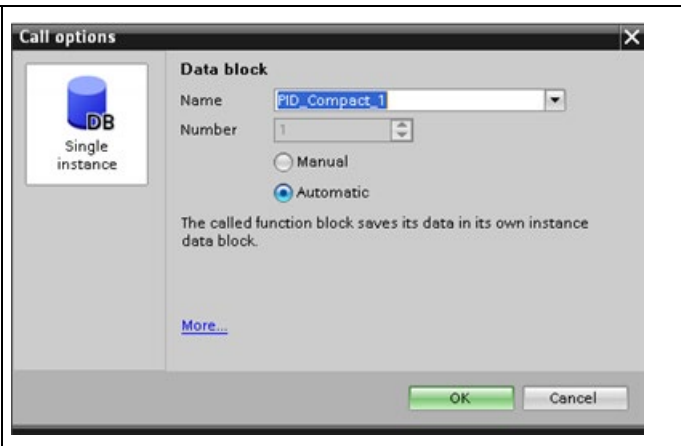 Call options
Data block
Name PID_Compact_1
Number 1
DB
Single
instance
Manual
Automatic
The called function block saves its data in its own instance
data block.
More...
OK Cancel